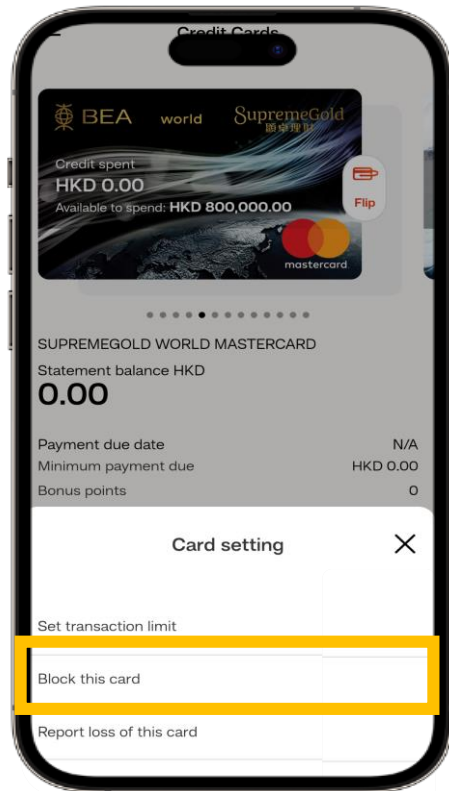 Credit Cards
BEA world SupremeGold
顯卓理財
Credit spent
HKD 0.00
Available to spend: HKD 800,000.00
Flip
mastercard
SUPREMEGOLD WORLD MASTERCARD
Statement balance HKD
0.00
Payment due date N/A
Minimum payment due HKD 0.00
Bonus points 0
Card setting
Set transaction limit
Block this card
Report loss of this card